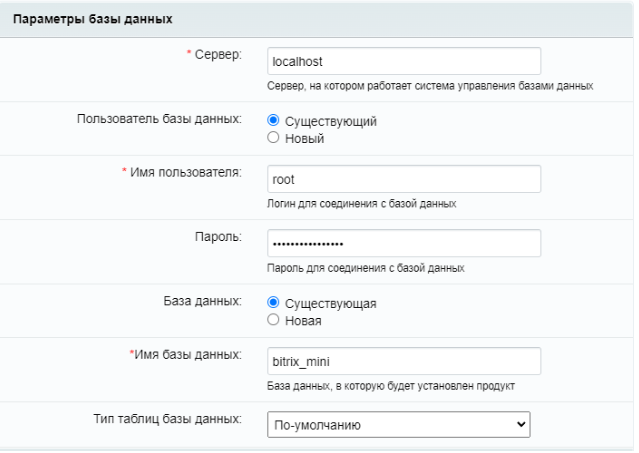 Параметры базы данных
* Сервер:
localhost
Сервер, на котором работает система управления базами данных
Пользователь базы данных:
Существующий
Новый
* Имя пользователя:
root
Логин для соединения с базой данных
Пароль:
••••••••••••••••
Пароль для соединения с базой данных
База данных:
Существующая
Новая
*Имя базы данных:
bitrix_mini
База данных, в которую будет установлен продукт
Тип таблиц базы данных:
По-умолчанию